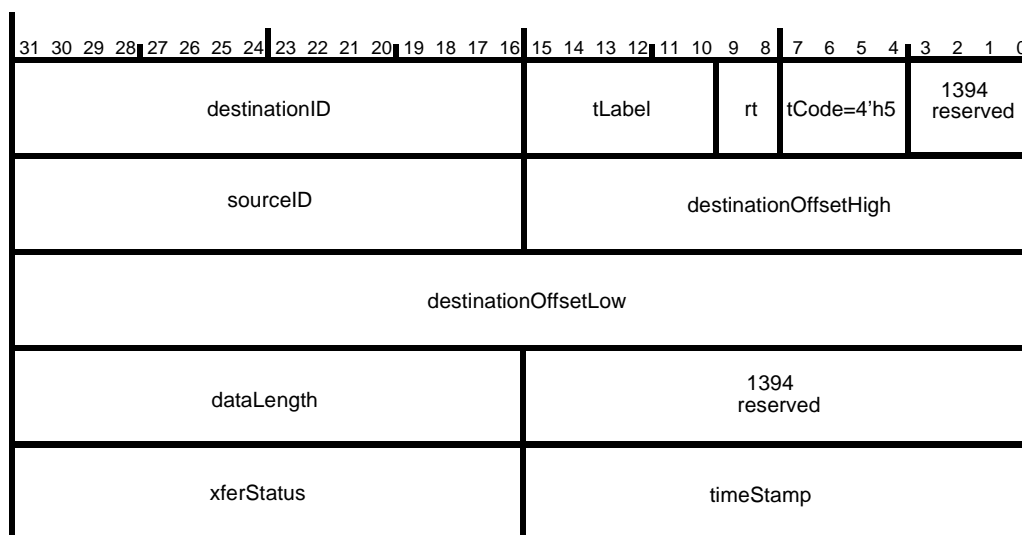 31 30 29 28 27 26 25 24 23 22 21 20 19 18 17 16 15 14 13 12 11 10 9 8 7 6 5 4 3 2 1 0
destinationID tLabel rt tCode=4’h5 1394
reserved
sourceID destinationOffsetHigh
destinationOffsetLow
dataLength 1394
reserved
xferStatus timeStamp